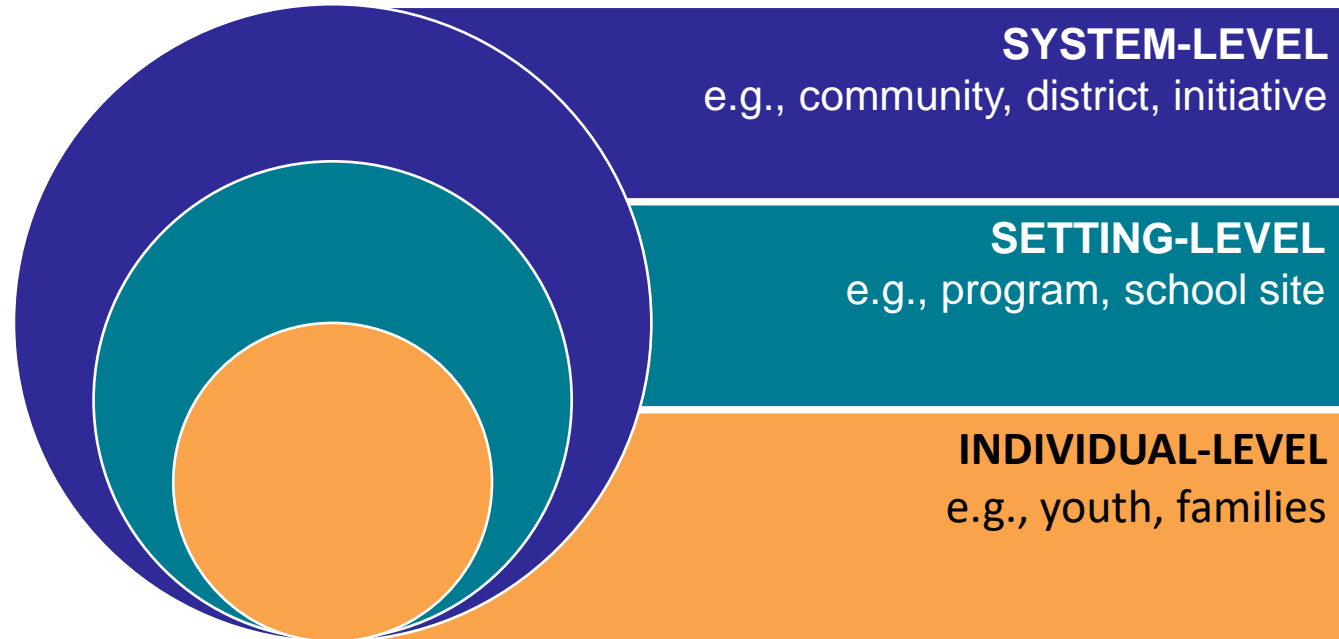 SYSTEM-LEVEL
e.g., community, district, initiative
SETTING-LEVEL
e.g., program, school site
INDIVIDUAL-LEVEL
e.g., youth, families